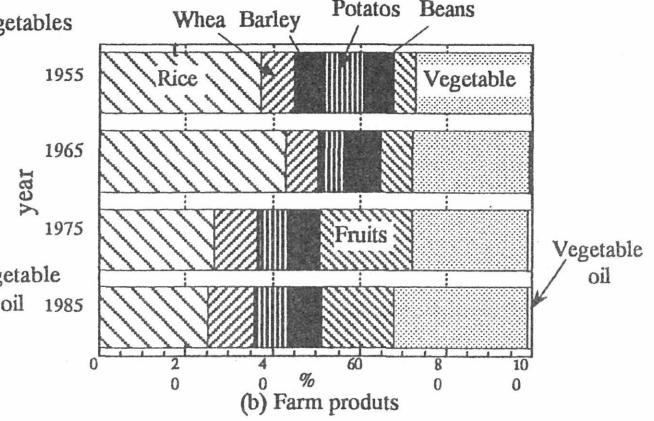 getables
Whea Barley Potatos Beans
t
1955 Rice Vegetable
1965
year
1975 Fruits
getable
oil
Vegetable
oil
1985
0 2 4 60 8 10
0 0 % 0 0
(b) Farm produts